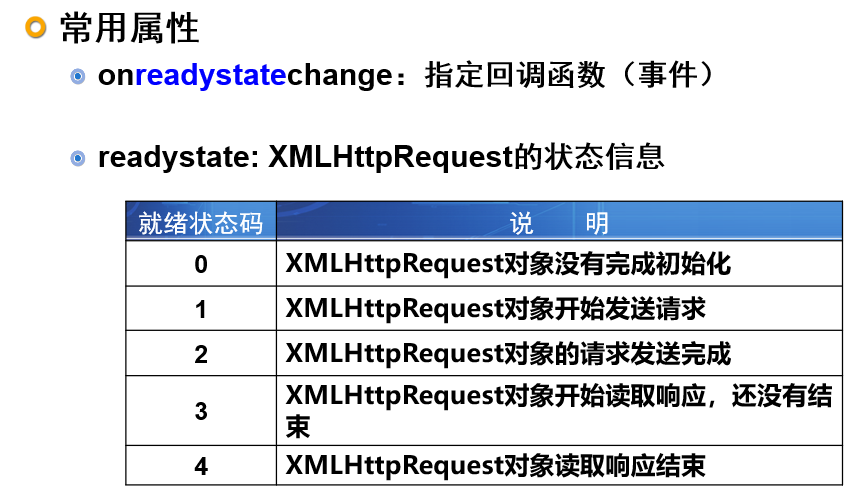 常用属性
onreadystatechange：指定回调函数（事件）
readystate: XMLHttpRequest的状态信息
就绪状态码 说 明
0 XMLHttpRequest对象没有完成初始化
1 XMLHttpRequest对象开始发送请求
2 XMLHttpRequest对象的请求发送完成
3 XMLHttpRequest对象开始读取响应，还没有结
束
4 XMLHttpRequest对象读取响应结束